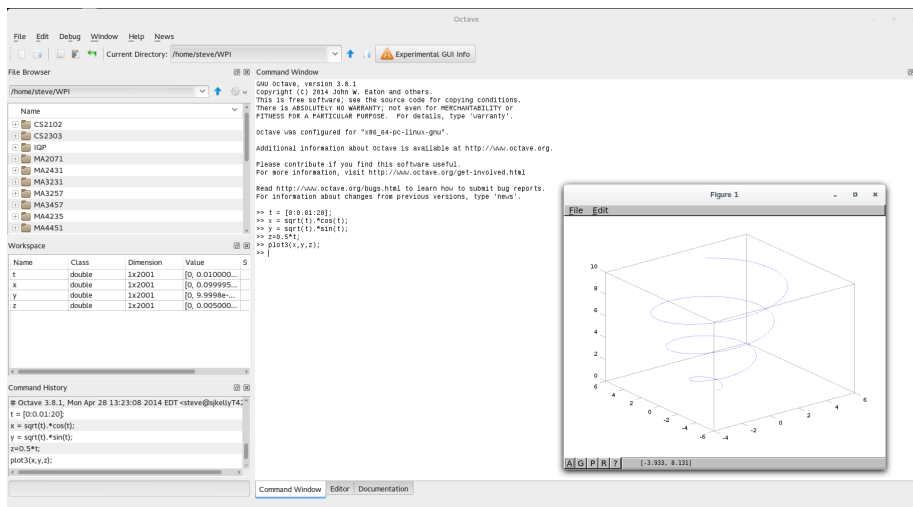 Octave
File Edit Debug Window Help News
Current Directory: /home/steve/WPI Experimental GUI Info
File Browser
/home/steve/WPI
Name
CS2102
CS2303
IQP
MA2071
MA2431
MA3231
MA3257
MA3457
MA4235
MA4451
Workspace
Name Class Dimension Value S
t double 1x2001 [0, 0.010000...
x double 1x2001 [0, 0.099995...
y double 1x2001 [0, 9.9998e-...
z double 1x2001 [0, 0.005000...
Command History
# Octave 3.8.1, Mon Apr 28 13:23:08 2014 EDT <steve@sjkellyT42
t = [0:0.01:20];
x = sqrt(t).*cos(t);
y = sqrt(t).*sin(t);
z=0.5*t;
plot3(x,y,z);
Command Window
GNU Octave, version 3.8.1
Copyright (C) 2014 John W. Eaton and others.
This is free software; see the source code for copying conditions.
There is ABSOLUTELY NO WARRANTY; not even for MERCHANTABILITY or
FITNESS FOR A PARTICULAR PURPOSE. For details, type 'warranty'.
Octave was configured for "x86_64-pc-linux-gnu".
Additional information about Octave is available at http://www.octave.org.
Please contribute if you find this software useful.
For more information, visit http://www.octave.org/get-involved.html
Read http://www.octave.org/bugs.html to learn how to submit bug reports.
For information about changes from previous versions, type 'news'.
>> t = [0:0.01:20];
>> x = sqrt(t).*cos(t);
>> y = sqrt(t).*sin(t);
>> z=0.5*t;
>> plot3(x,y,z);
>>
Command Window Editor Documentation
Figure 1
File Edit
10
8
6
4
2
0
6
4
2
0
-2
-4
-6
-4
-2
0
2
4
6
A G P R ? [-3.933, 8.131]